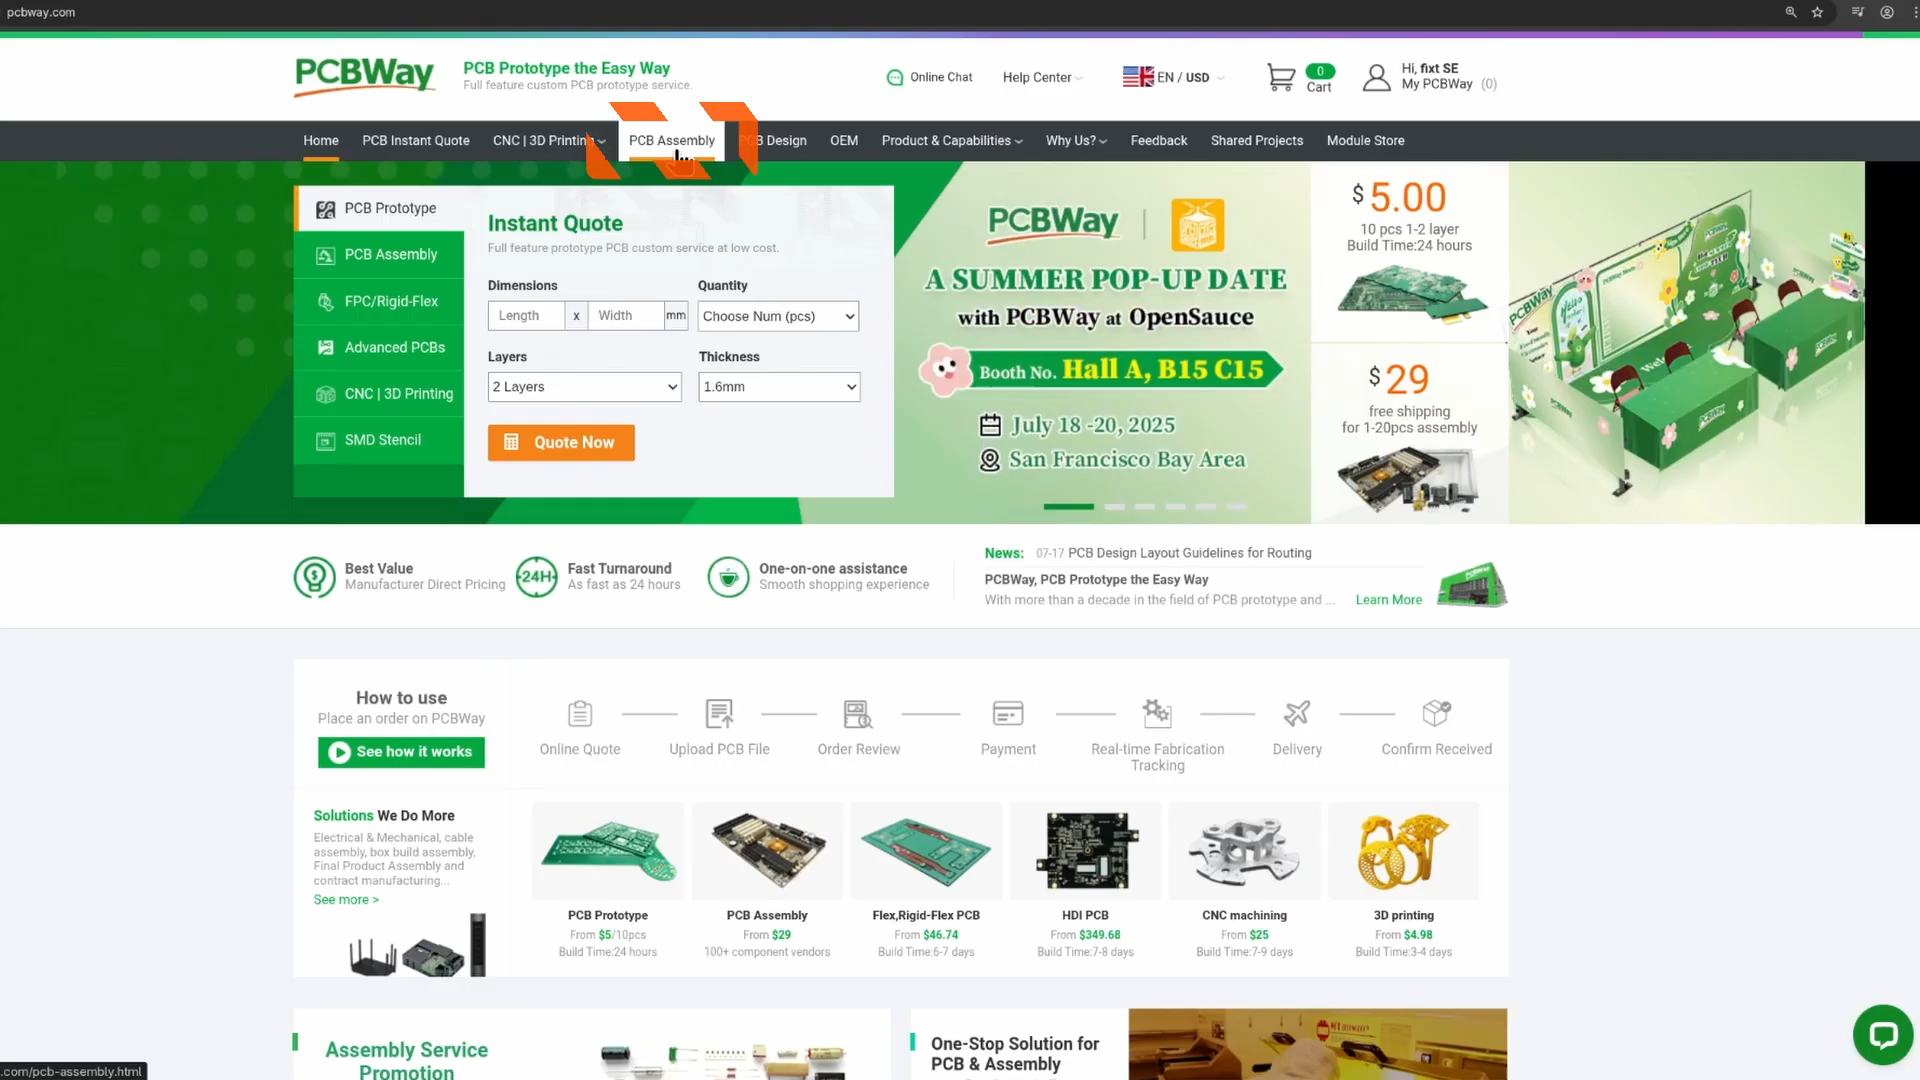 pcbway.com
PCBWay
PCB Prototype the Easy Way
Full feature custom PCB prototype service.
Online Chat
Help Center
EN / USD
0
Cart
Hi, fixt SE
My PCBWay (0)
Home
PCB Instant Quote
CNC | 3D Printing
PCB Assembly
PCB Design
OEM
Product & Capabilities
Why Us?
Feedback
Shared Projects
Module Store
PCB Prototype
PCB Assembly
FPC/Rigid-Flex
Advanced PCBs
CNC | 3D Printing
SMD Stencil
Instant Quote
Full feature prototype PCB custom service at low cost.
Dimensions
Quantity
Length x Width mm
Choose Num (pcs)
Layers
Thickness
2 Layers
1.6mm
Quote Now
PCBWay
A SUMMER POP-UP DATE
with PCBWay at OpenSauce
Booth No. Hall A, B15 C15
July 18 -20, 2025
San Francisco Bay Area
$ 5.00
10 pcs 1-2 layer
Build Time:24 hours
$ 29
free shipping
for 1-20pcs assembly
Best Value
Manufacturer Direct Pricing
24H
Fast Turnaround
As fast as 24 hours
One-on-one assistance
Smooth shopping experience
News: 07-17 PCB Design Layout Guidelines for Routing
PCBWay, PCB Prototype the Easy Way
With more than a decade in the field of PCB prototype and ... Learn More
How to use
Place an order on PCBWay
See how it works
Online Quote
Upload PCB File
Order Review
Payment
Real-time Fabrication
Tracking
Delivery
Confirm Received
Solutions We Do More
Electrical & Mechanical, cable
assembly, box build assembly,
Final Product Assembly and
contract manufacturing...
See more >
PCB Prototype
From $5/10pcs
Build Time:24 hours
PCB Assembly
From $29
100+ component vendors
Flex,Rigid-Flex PCB
From $46.74
Build Time:6-7 days
HDI PCB
From $349.68
Build Time:7-8 days
CNC machining
From $25
Build Time:7-9 days
3D printing
From $4.98
Build Time:3-4 days
Assembly Service
Promotion
One-Stop Solution for
PCB & Assembly
.com/pcb-assembly.html